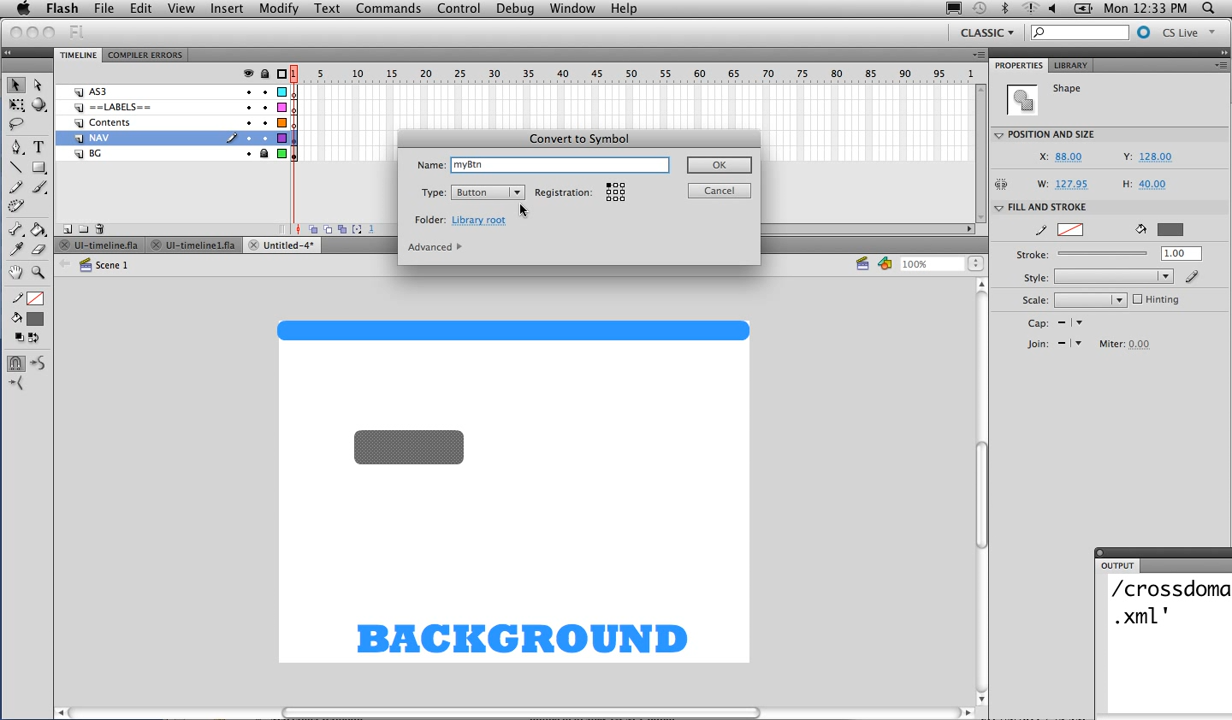 Flash File Edit View Insert Modify Text Commands Control Debug Window Help Mon 12:33 PM
Fl CLASSIC CS Live
TIMELINE COMPILER ERRORS
1 5 10 15 20 25 30 35 40 45 50 55 60 65 70 75 80 85 90 95 1
AS3
==LABELS==
Contents
NAV
BG
1
Convert to Symbol
Name: myBtn OK
Type: Button Registration: Cancel
Folder: Library root
Advanced
UI-timeline.fla UI-timeline1.fla Untitled-4*
Scene 1 100%
BACKGROUND
PROPERTIES LIBRARY
Shape
POSITION AND SIZE
X: 88.00 Y: 128.00
W: 127.95 H: 40.00
FILL AND STROKE
Stroke: 1.00
Style:
Scale: Hinting
Cap:
Join: Miter: 0.00
OUTPUT
/crossdoma
.xml'
T